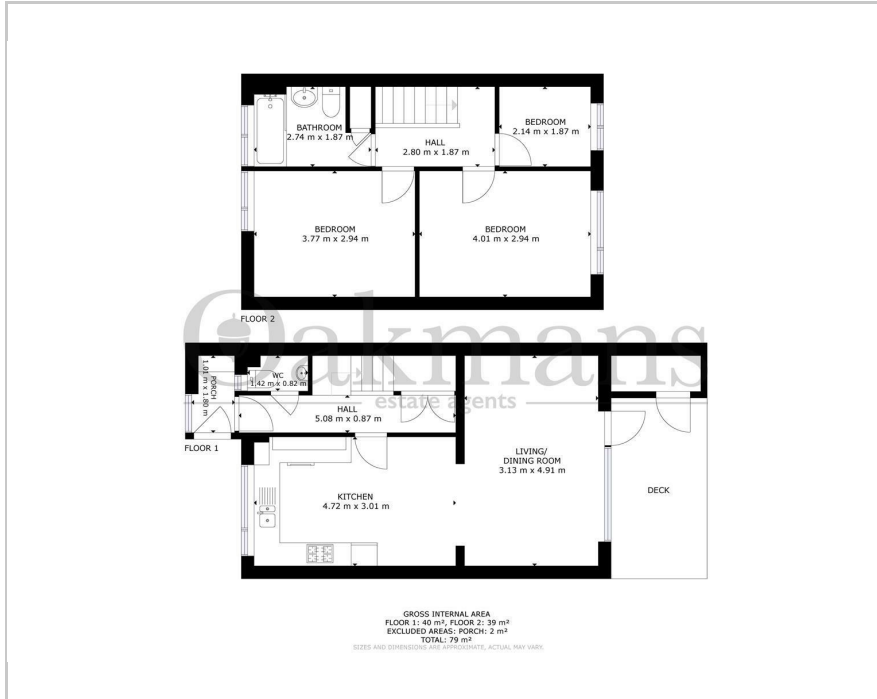 BATHROOM
2.74 m x 1.87 m
HALL
2.80 m x 1.87 m
BEDROOM
2.14 m x 1.87 m
BEDROOM
3.77 m x 2.94 m
BEDROOM
4.01 m x 2.94 m
FLOOR 2
Oakmans
estate agents
PORCH
1.01 m x 1.80 m
WC
1.42 m x 0.82 m
HALL
5.08 m x 0.87 m
FLOOR 1
LIVING/
DINING ROOM
3.13 m x 4.91 m
KITCHEN
4.72 m x 3.01 m
DECK
GROSS INTERNAL AREA
FLOOR 1: 40 m², FLOOR 2: 39 m²
EXCLUDED AREAS: PORCH: 2 m²
TOTAL: 79 m²
SIZES AND DIMENSIONS ARE APPROXIMATE, ACTUAL MAY VARY.